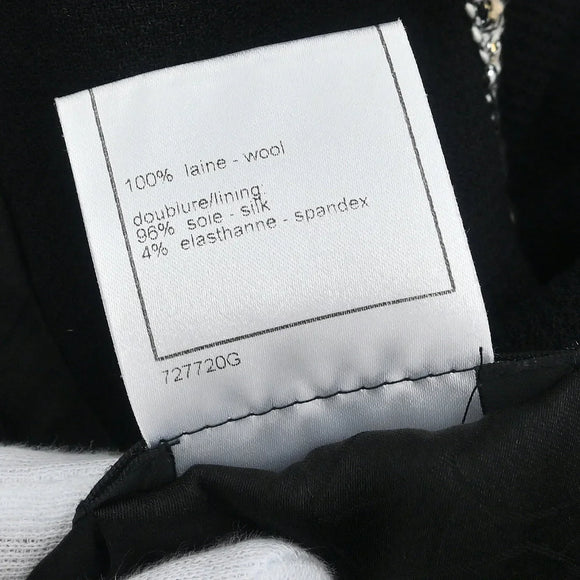 100% laine - wool
doublure/lining:
96% soie - silk
4% elasthanne - spandex
727720G